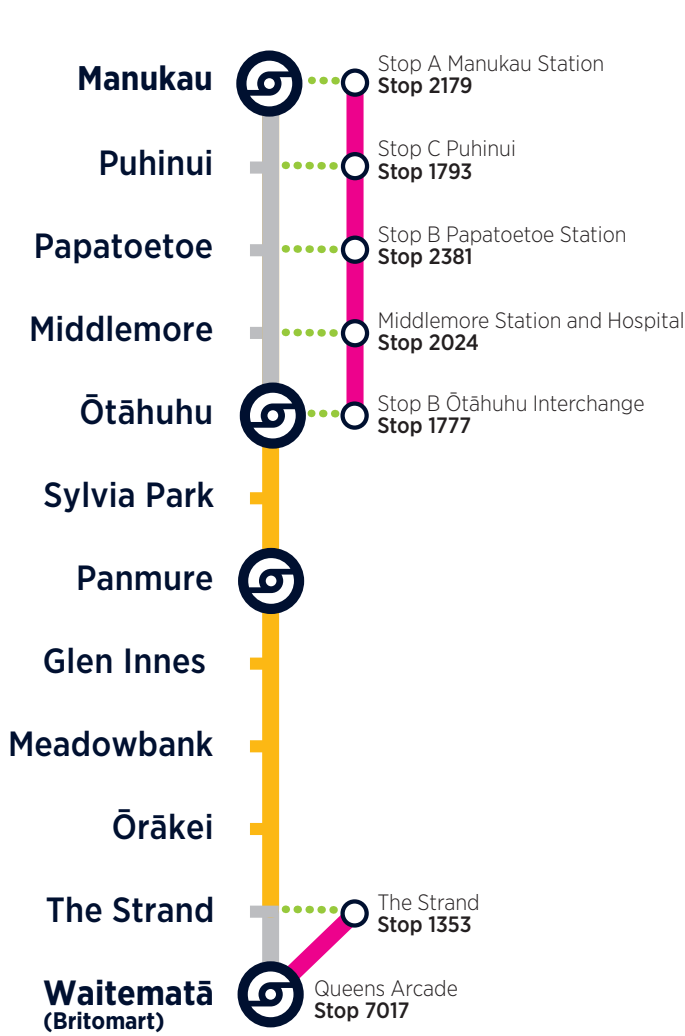 Manukau
Stop A Manukau Station
Stop 2179
Puhinui
Stop C Puhinui
Stop 1793
Papatoetoe
Stop B Papatoetoe Station
Stop 2381
Middlemore
Middlemore Station and Hospital
Stop 2024
Ōtāhuhu
Stop B Ōtāhuhu Interchange
Stop 1777
Sylvia Park
Panmure
Glen Innes
Meadowbank
Ōrākei
The Strand
The Strand
Stop 1353
Waitematā
(Britomart)
Queens Arcade
Stop 7017